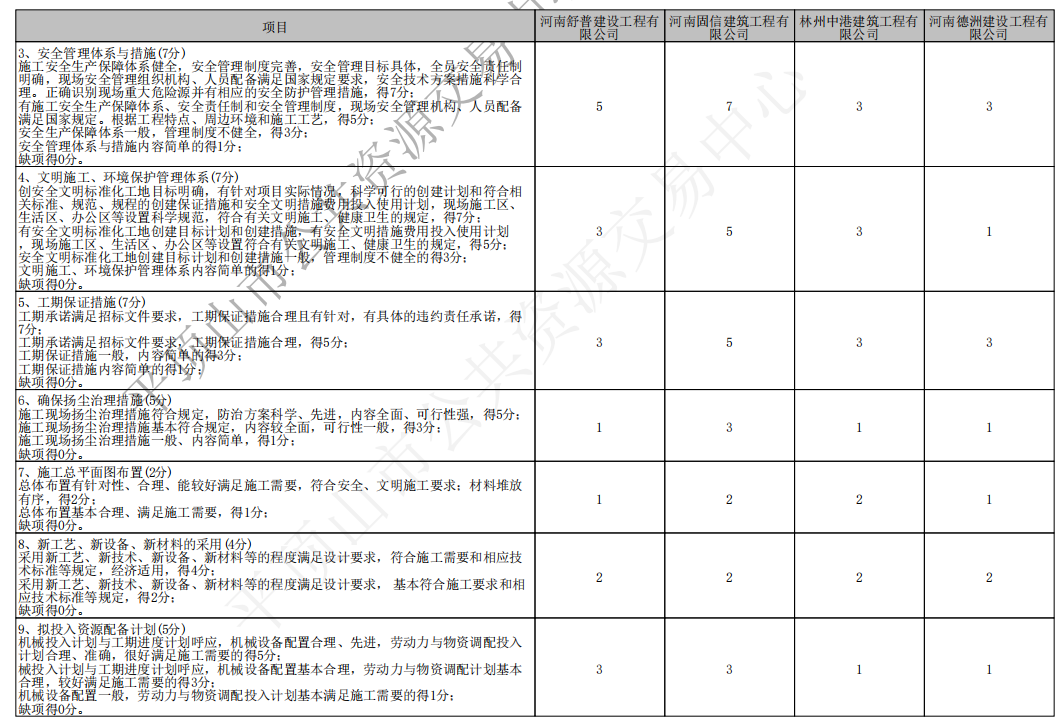 项目
河南舒普建设工程有
限公司
河南固信建筑工程有
限公司
林州中港建筑工程有
限公司
河南德洲建设工程有
限公司
3、安全管理体系与措施(7分)
施工安全生产保障体系健全，安全管理制度完善，安全管理目标具体，全员安全责任制
明确，现场安全管理组织机构、人员配备满足国家规定要求，安全技术方案措施科学合
理。正确识别现场重大危险源并有相应的安全防护管理措施，得7分；
有施工安全生产保障体系、安全责任制和安全管理制度，现场安全管理机构、人员配备
满足国家规定。根据工程特点、周边环境和施工工艺，得5分；
安全生产保障体系一般，管理制度不健全，得3分；
安全管理体系与措施内容简单的得1分；
缺项得0分。
5
7
3
3
4、文明施工、环境保护管理体系(7分)
创安全文明标准化工地目标明确，有针对项目实际情况，科学可行的创建计划和符合相
关标准、规范、规程的创建保证措施和安全文明措施费用投入使用计划，现场施工区、
生活区、办公区等设置科学规范，符合有关文明施工、健康卫生的规定，得7分；
有安全文明标准化工地创建目标计划和创建措施，有安全文明措施费用投入使用计划
，现场施工区、生活区、办公区等设置符合有关文明施工、健康卫生的规定，得5分；
安全文明标准化工地创建目标计划和创建措施一般，管理制度不健全的得3分；
文明施工、环境保护管理体系内容简单的得1分；
缺项得0分。
3
5
3
1
5、工期保证措施(7分)
工期承诺满足招标文件要求，工期保证措施合理且有针对，有具体的违约责任承诺，得
7分；
工期承诺满足招标文件要求，工期保证措施合理，得5分；
工期保证措施一般，内容简单的得3分；
工期保证措施内容简单的得1分；
缺项得0分。
3
5
3
3
6、确保扬尘治理措施(5分)
施工现场扬尘治理措施符合规定，防治方案科学、先进，内容全面、可行性强，得5分；
施工现场扬尘治理措施基本符合规定，内容较全面，可行性一般，得3分；
施工现场扬尘治理措施一般、内容简单，得1分；
缺项得0分。
1
3
1
1
7、施工总平面图布置(2分)
总体布置有针对性、合理、能较好满足施工需要，符合安全、文明施工要求；材料堆放
有序，得2分；
总体布置基本合理、满足施工需要，得1分；
缺项得0分。
1
2
2
1
8、新工艺、新设备、新材料的采用(4分)
采用新工艺、新技术、新设备、新材料等的程度满足设计要求，符合施工需要和相应技
术标准等规定，经济适用，得4分；
采用新工艺、新技术、新设备、新材料等的程度满足设计要求， 基本符合施工要求和相
应技术标准等规定，得2分；
缺项得0分。
2
2
2
2
9、拟投入资源配备计划(5分)
机械投入计划与工期进度计划呼应，机械设备配置合理、先进，劳动力与物资调配投入
计划合理、准确，很好满足施工需要的得5分；
械投入计划与工期进度计划呼应，机械设备配置基本合理，劳动力与物资调配计划基本
合理，较好满足施工需要的得3分；
机械设备配置一般，劳动力与物资调配投入计划基本满足施工需要的得1分；
缺项得0分。
3
3
1
1
平顶山市公共资源交易中
平顶山市公共资源交易中心